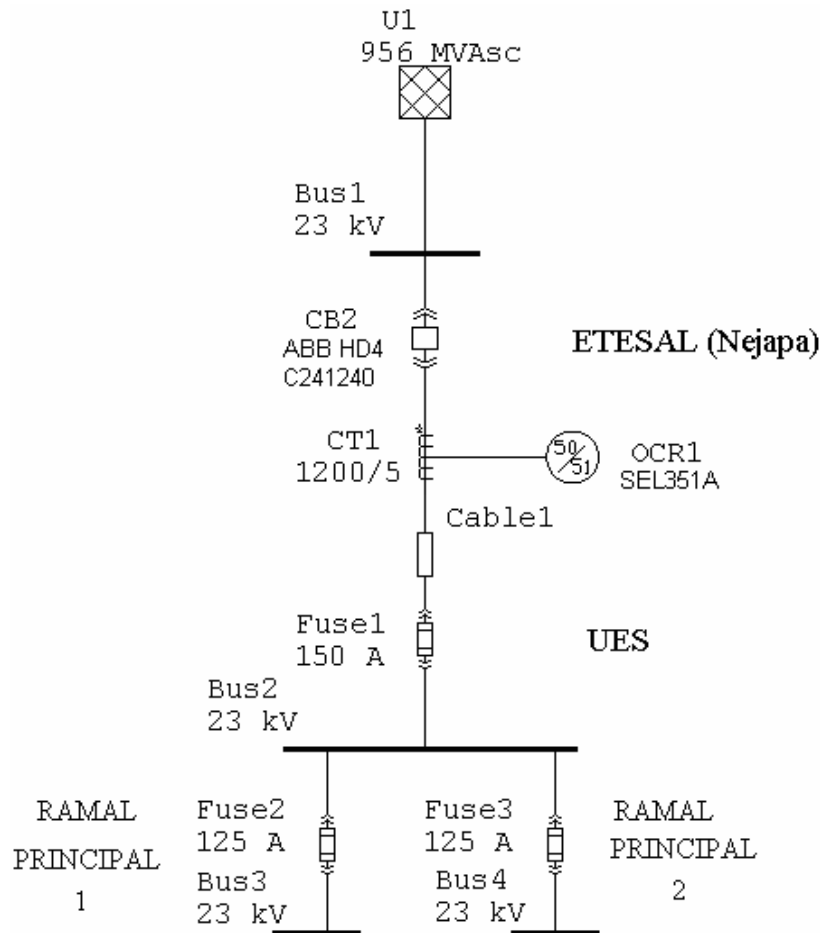 U1
956 MVAsc
Bus1
23 kV
CB2
ABB HD4
C241240
ETESAL (Nejapa)
CT1
1200/5
50/51
OCR1
SEL351A
Cable1
Fuse1
150 A
UES
Bus2
23 kV
RAMAL
PRINCIPAL
1
Fuse2
125 A
Bus3
23 kV
Fuse3
125 A
Bus4
23 kV
RAMAL
PRINCIPAL
2